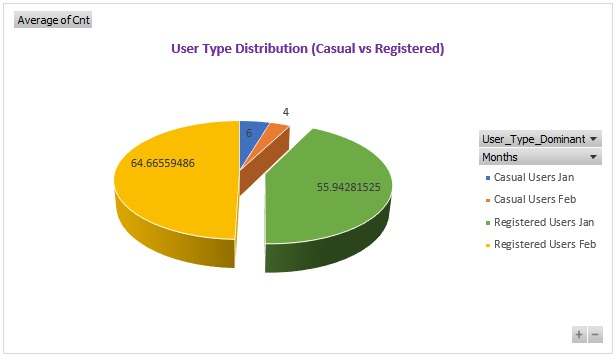 Average of Cnt
User Type Distribution (Casual vs Registered)
6
4
64.66559486
55.94281525
User_Type_Dominant
Months
Casual Users Jan
Casual Users Feb
Registered Users Jan
Registered Users Feb
+ −